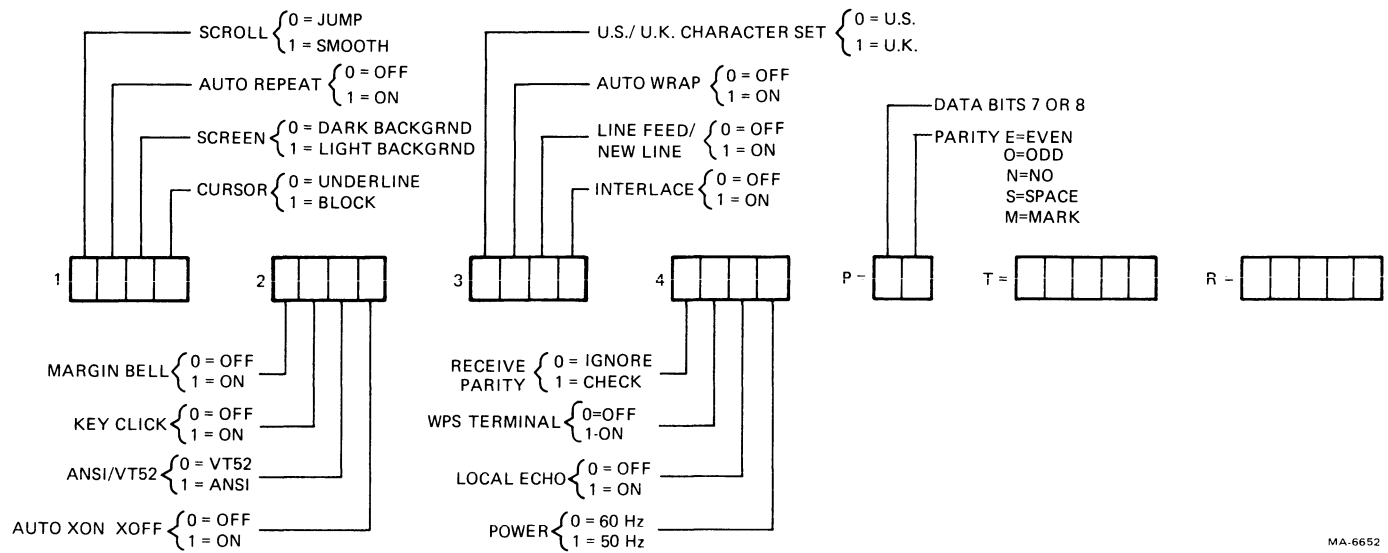 SCROLL { 0 = JUMP
1 = SMOOTH
AUTO REPEAT { 0 = OFF
1 = ON
SCREEN { 0 = DARK BACKGRND
1 = LIGHT BACKGRND
CURSOR { 0 = UNDERLINE
1 = BLOCK
U.S./ U.K. CHARACTER SET { 0 = U.S.
1 = U.K.
AUTO WRAP { 0 = OFF
1 = ON
LINE FEED/ { 0 = OFF
NEW LINE 1 = ON
INTERLACE { 0 = OFF
1 = ON
DATA BITS 7 OR 8
PARITY E=EVEN
O=ODD
N=NO
S=SPACE
M=MARK
1 2 3 4 P – T = R –
MARGIN BELL { 0 = OFF
1 = ON
KEY CLICK { 0 = OFF
1 = ON
ANSI/VT52 { 0 = VT52
1 = ANSI
AUTO XON XOFF { 0 = OFF
1 = ON
RECEIVE { 0 = IGNORE
PARITY 1 = CHECK
WPS TERMINAL { 0=OFF
1-ON
LOCAL ECHO { 0 = OFF
1 = ON
POWER { 0 = 60 Hz
1 = 50 Hz
MA-6652